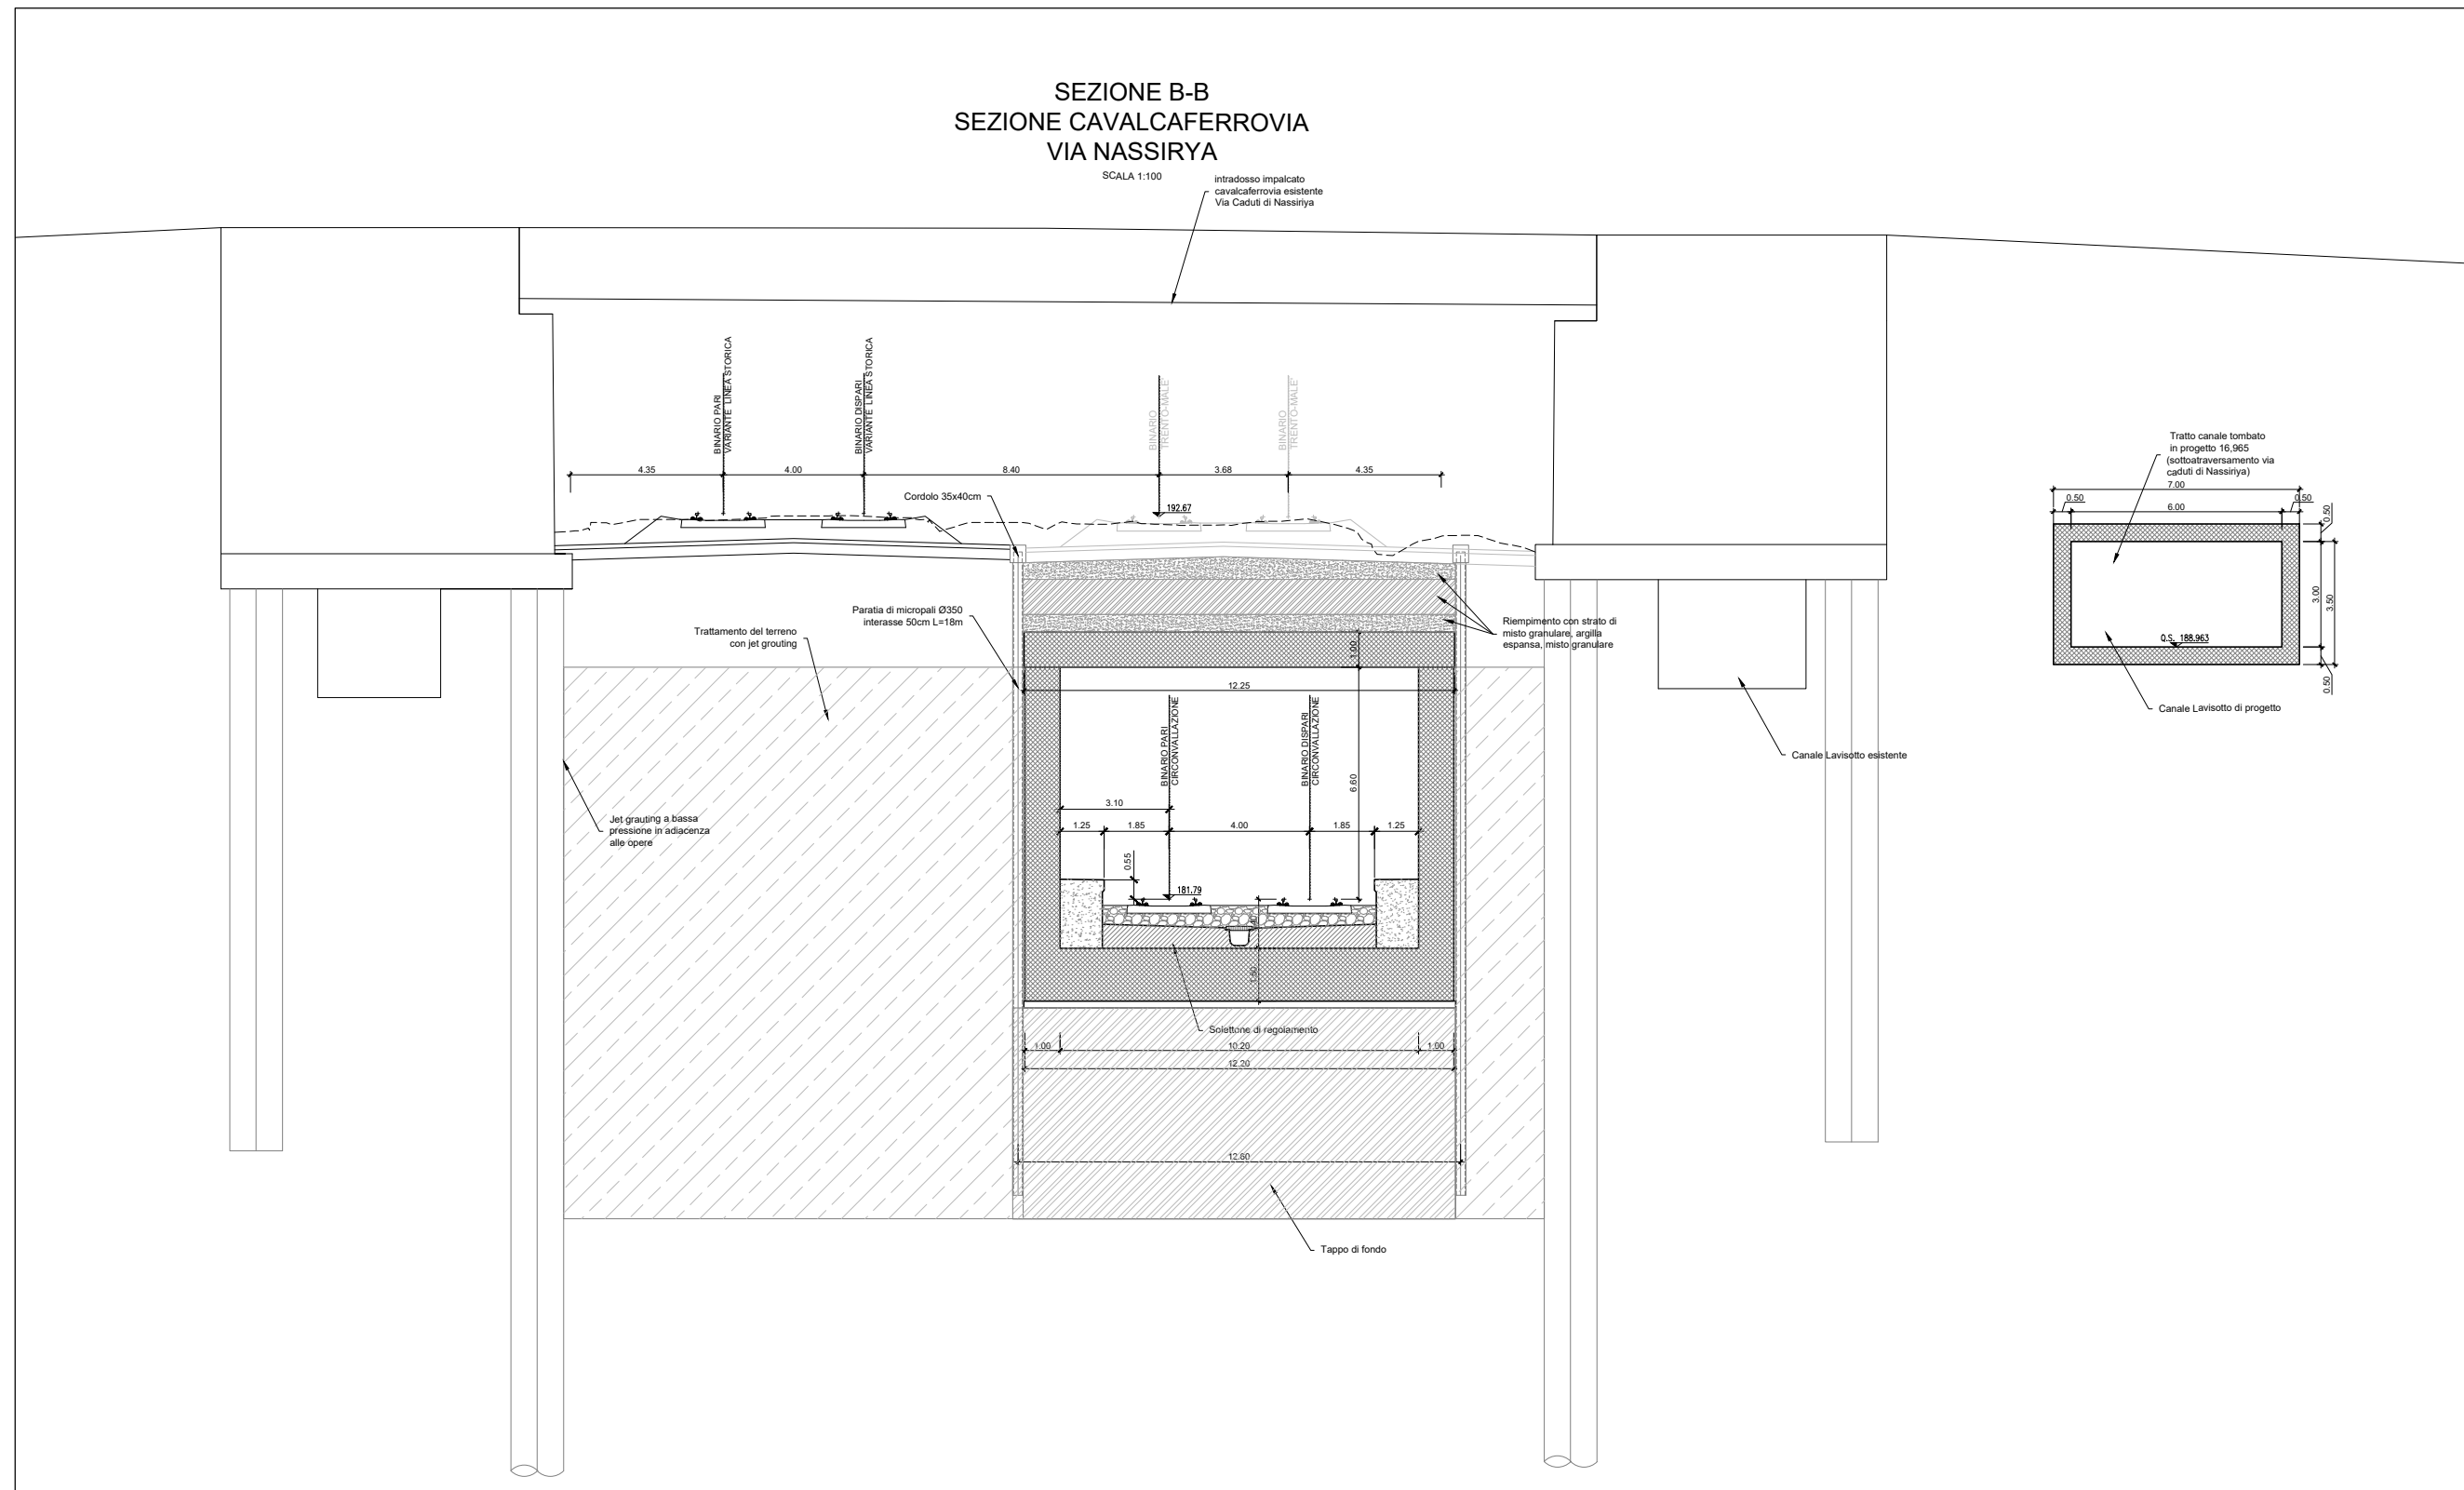 SEZIONE B-B
SEZIONE CAVALCAFERROVIA
VIA NASSIRYA
SCALA 1:100
intradosso impalcato
cavalcaferrovia esistente
Via Caduti di Nassiriya
BINARIO PARI
VARIANTE LINEA STORICA
BINARIO DISPARI
VARIANTE LINEA STORICA
BINARIO
TRENTO-MALE'
BINARIO
TRENTO-MALE'
4.35
4.00
8.40
3.68
4.35
Cordolo 35x40cm
192.67
Tratto canale tombato
in progetto 16,965
(sottoatraversamento via
caduti di Nassiriya)
7.00
0.50
0.50
6.00
0.50
3.00
3.50
Q.S. 188.963
0.50
Canale Lavisotto di progetto
Paratia di micropali Ø350
interasse 50cm L=18m
Trattamento del terreno
con jet grouting
Riempimento con strato di
misto granulare, argilla
espansa, misto granulare
1.00
12.25
BINARIO PARI
CIRCONVALLAZIONE
BINARIO DISPARI
CIRCONVALLAZIONE
6.60
Canale Lavisotto esistente
3.10
Jet grauting a bassa
pressione in adiacenza
alle opere
1.25
1.85
4.00
1.85
1.25
0.55
181.79
Solettone di regolamento
1.00
10.20
1.00
12.20
12.60
Tappo di fondo